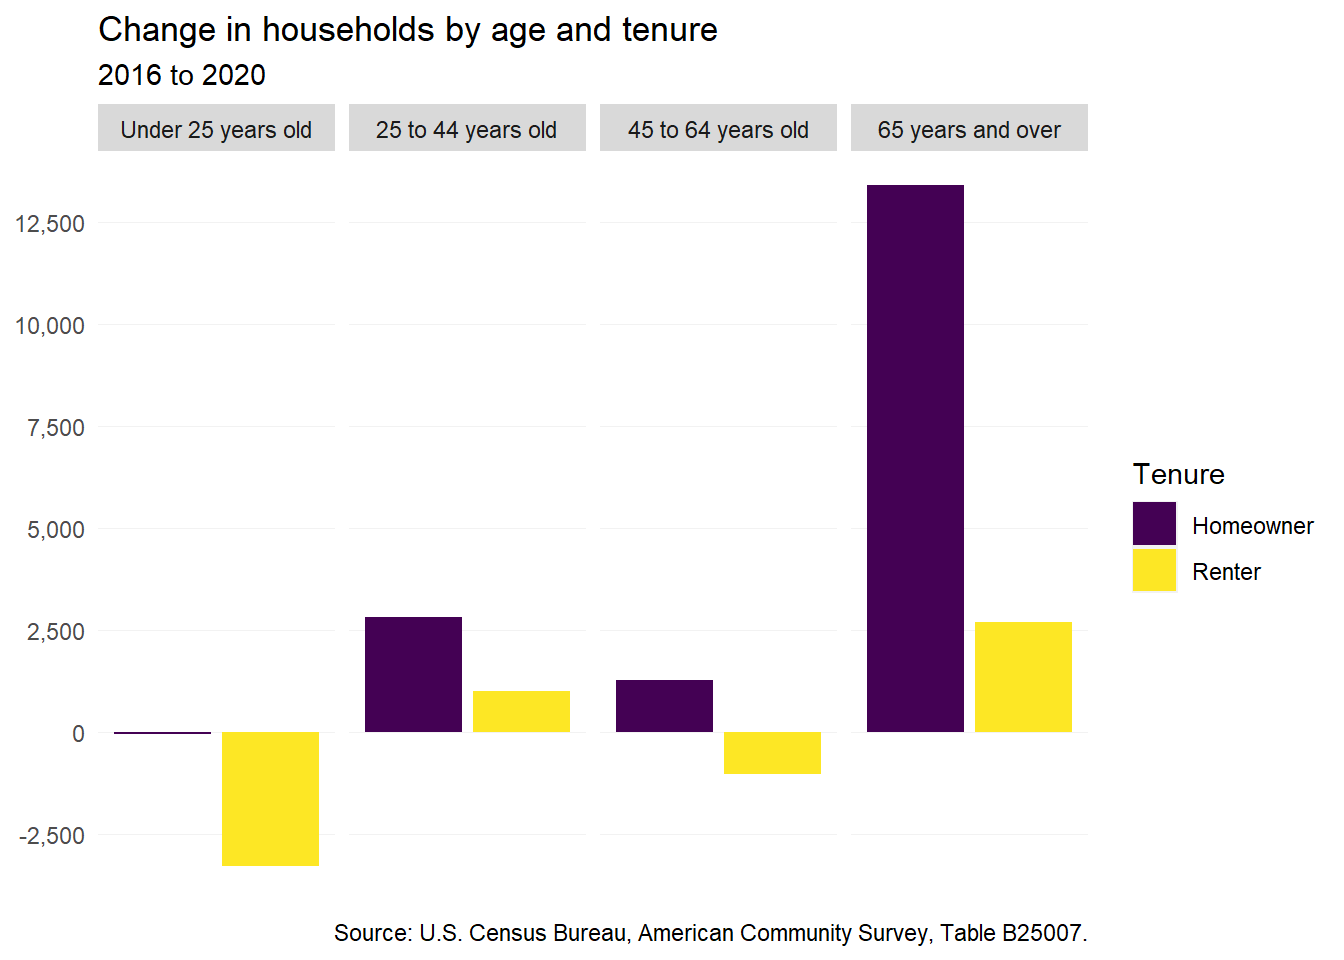 Change in households by age and tenure
2016 to 2020
Under 25 years old
25 to 44 years old
45 to 64 years old
65 years and over
12,500
10,000
7,500
5,000
2,500
0
-2,500
Tenure
Homeowner
Renter
Source: U.S. Census Bureau, American Community Survey, Table B25007.